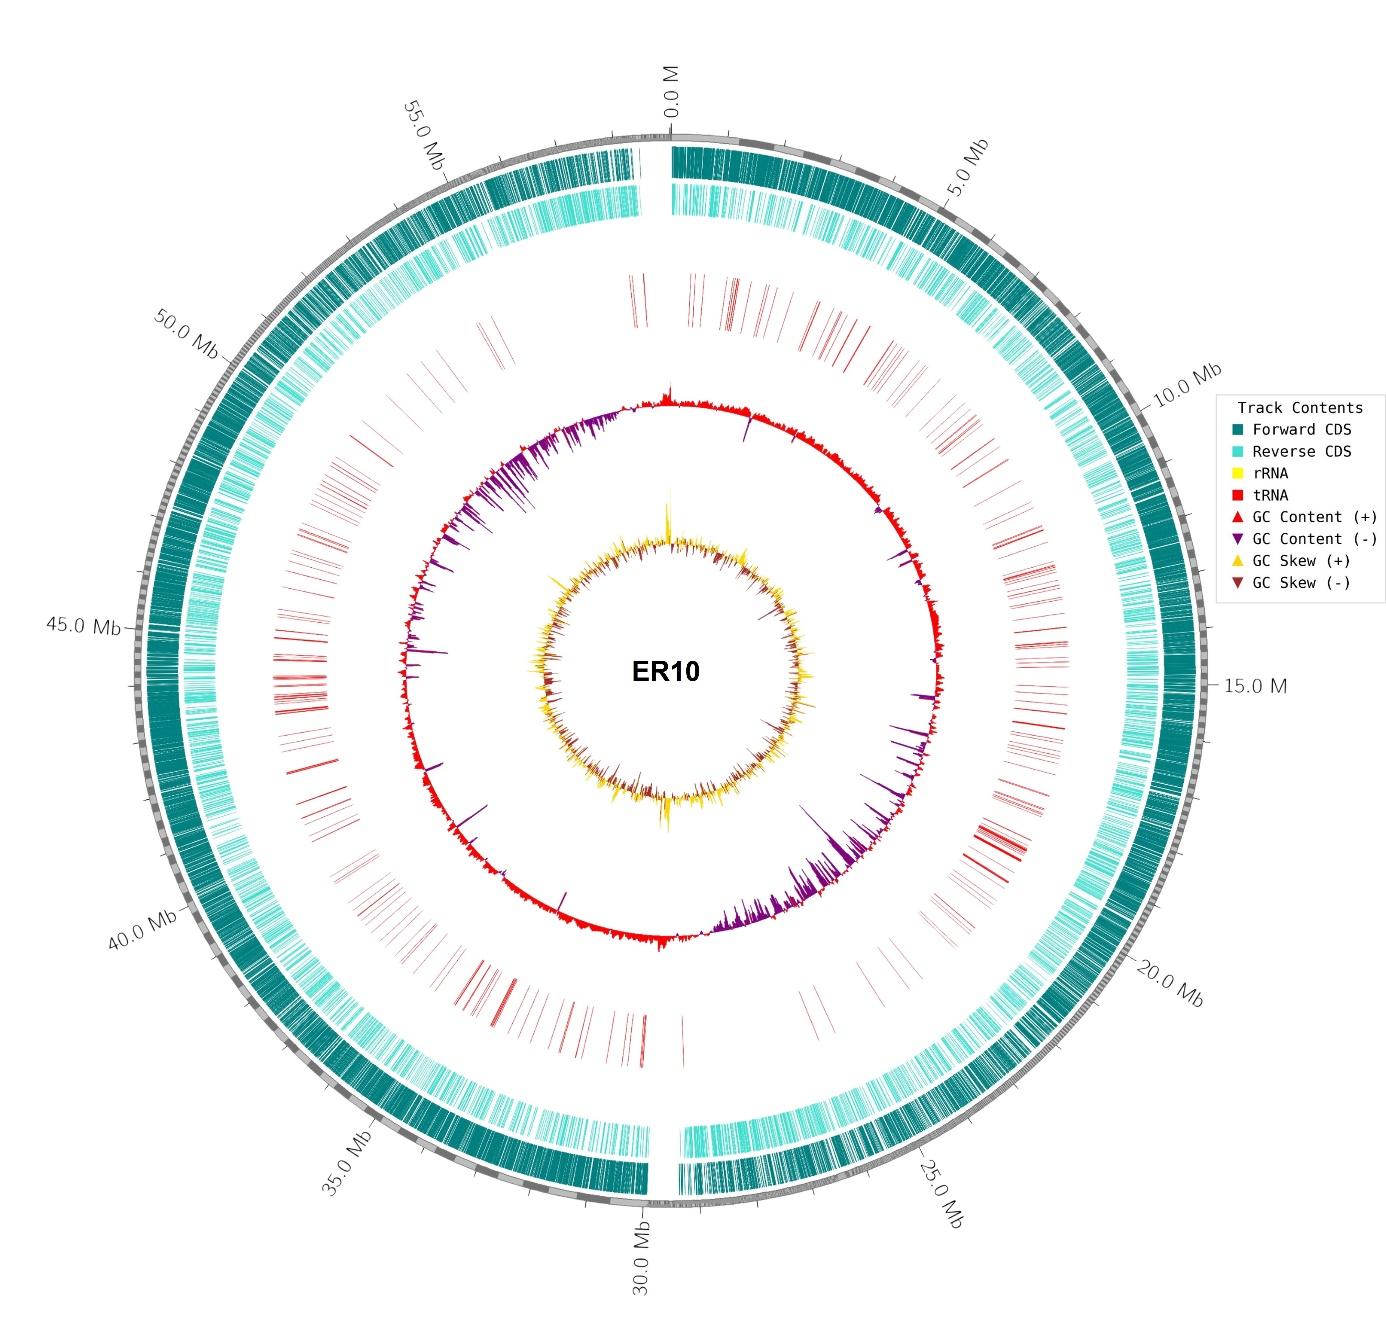 0.0 M
5.0 Mb
10.0 Mb
15.0 M
20.0 Mb
25.0 Mb
30.0 Mb
35.0 Mb
40.0 Mb
45.0 Mb
50.0 Mb
55.0 Mb
ER10
Track Contents
Forward CDS
Reverse CDS
rRNA
tRNA
GC Content (+)
GC Content (-)
GC Skew (+)
GC Skew (-)